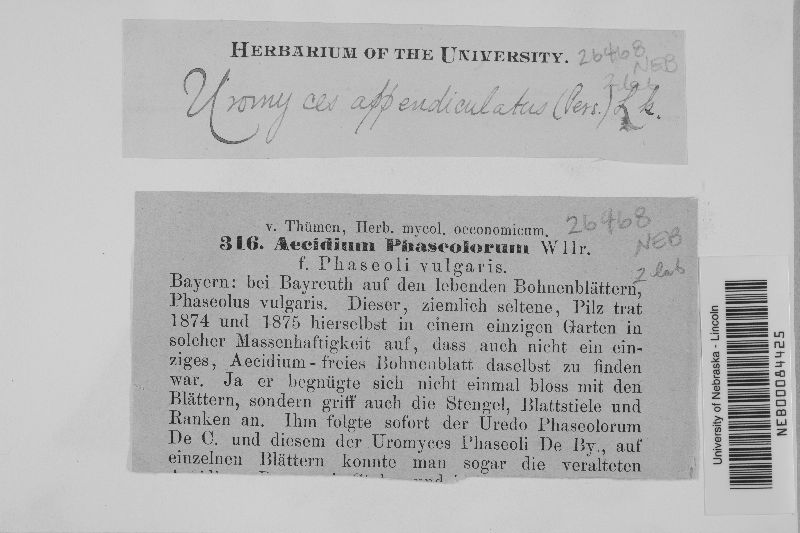 HERBARIUM OF THE UNIVERSITY. 26468
NEB
2 lab
Uromyces appendiculatus (Pers.) Lk.
v. Thümen, Herb. mycol. oeconomicum. 26468
316. Aecidium Phaseolorum Wllr. NEB
f. Phaseoli vulgaris. 2 lab
Bayern: bei Bayreuth auf den lebenden Bohnenblättern,
Phaseolus vulgaris. Dieser, ziemlich seltene, Pilz trat
1874 und 1875 hierselbst in einem einzigen Garten in
solcher Massenhaftigkeit auf, dass auch nicht ein ein-
ziges, Aecidium-freies Bohnenblatt daselbst zu finden
war. Ja er begnügte sich nicht einmal bloss mit den
Blättern, sondern griff auch die Stengel, Blattstiele und
Ranken an. Ihm folgte sofort der Uredo Phaseolorum
De C. und diesem der Uromyces Phaseoli De By., auf
einzelnen Blättern konnte man sogar die veralteten
University of Nebraska - Lincoln
NEB00084425